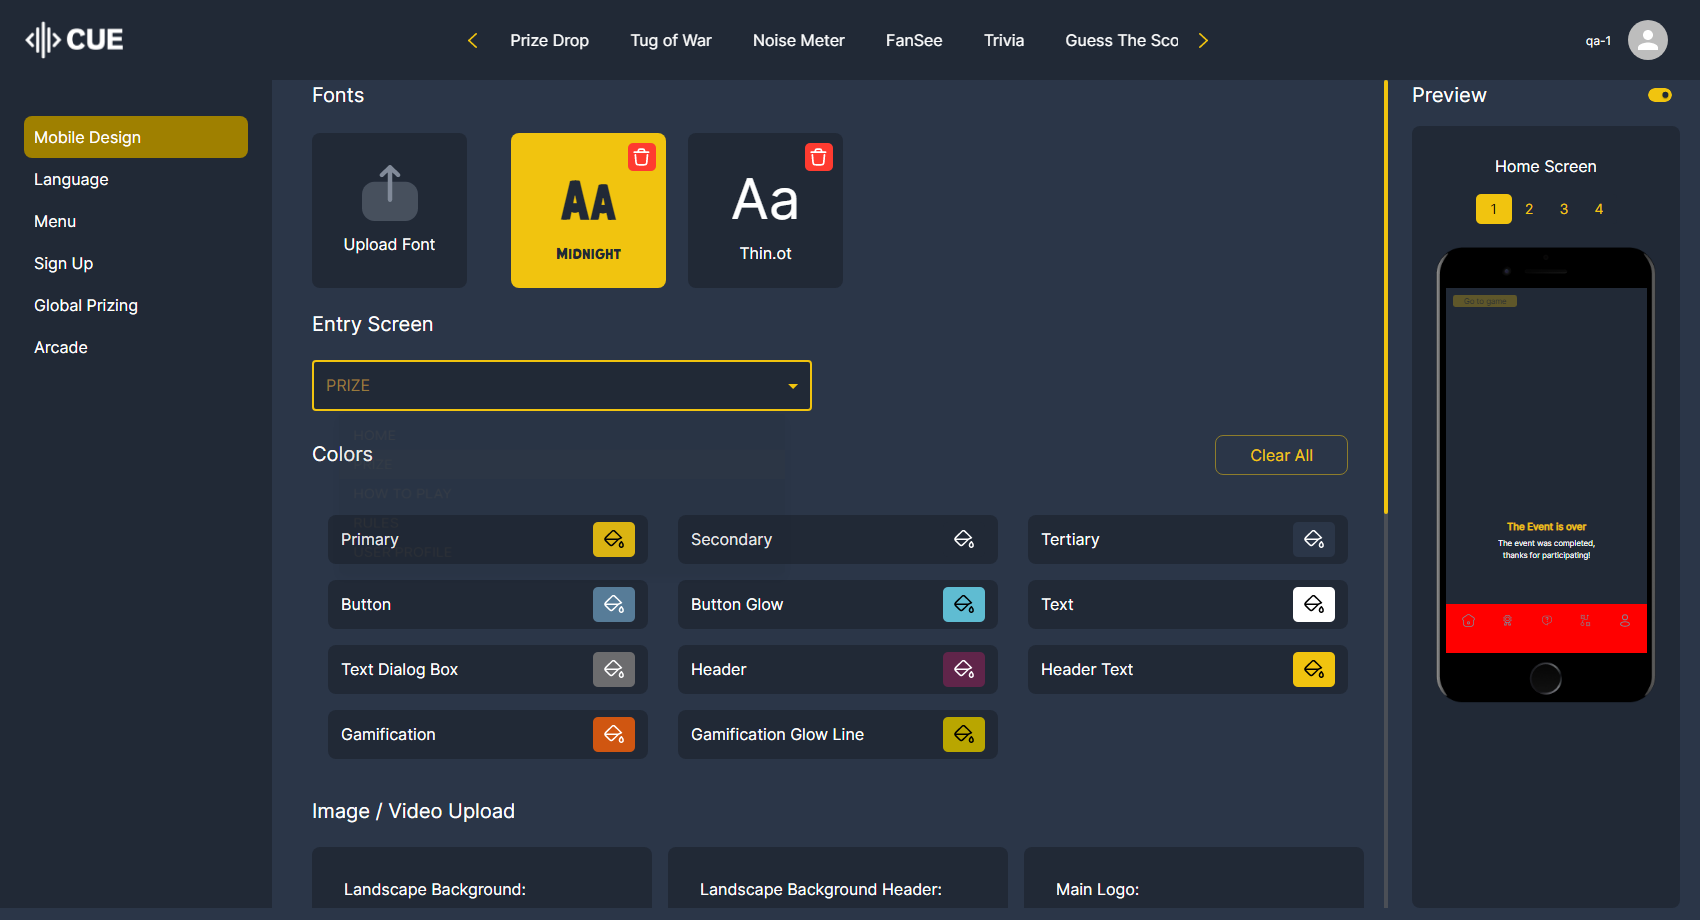 CUE
Prize Drop
Tug of War
Noise Meter
FanSee
Trivia
Guess The Sco
qa-1
Mobile Design
Language
Menu
Sign Up
Global Prizing
Arcade
Fonts
Upload Font
AA
MIDNIGHT
Aa
Thin.ot
Entry Screen
PRIZE
HOME
Colors
Clear All
HOW TO PLAY
RULES
Primary
USER PROFILE
Secondary
Tertiary
Button
Button Glow
Text
Text Dialog Box
Header
Header Text
Gamification
Gamification Glow Line
Image / Video Upload
Landscape Background:
Landscape Background Header:
Main Logo:
Preview
Home Screen
1 2 3 4
Go to game
The Event is over
The event was completed,
thanks for participating!